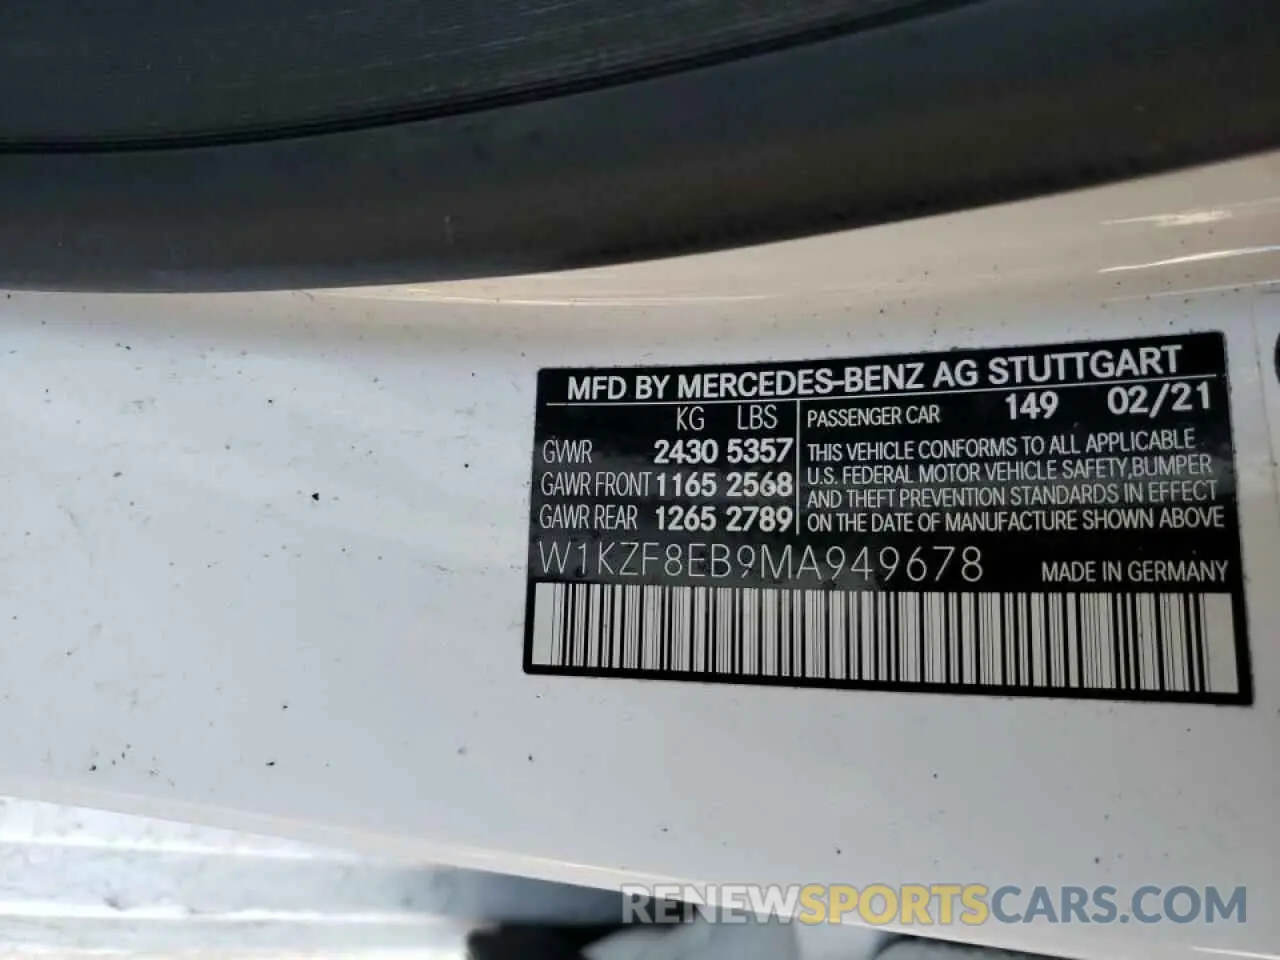 MFD BY MERCEDES-BENZ AG STUTTGART
KG LBS
GVWR 2430 5357
GAWR FRONT 1165 2568
GAWR REAR 1265 2789
PASSENGER CAR 149 02/21
THIS VEHICLE CONFORMS TO ALL APPLICABLE
U.S. FEDERAL MOTOR VEHICLE SAFETY, BUMPER
AND THEFT PREVENTION STANDARDS IN EFFECT
ON THE DATE OF MANUFACTURE SHOWN ABOVE
W1KZF8EB9MA949678 MADE IN GERMANY
RENEWSPORTSCARS.COM